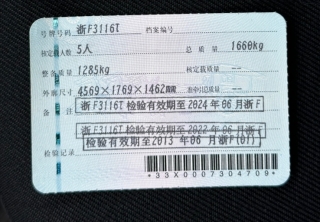 号牌号码 浙F3116T 档案编号
核定载人数 5人 总质量 1660kg
整备质量 1285kg 核定载质量 --
外廓尺寸 4569×1769×1462mm 准牵引总质量 --
备注 浙F3116T 检验有效期至2024年06月浙F
浙F3116T 检验有效期至2022年06月浙F
检验有效期至2013年06月浙F(01)
检验记录
*33X0007304709*